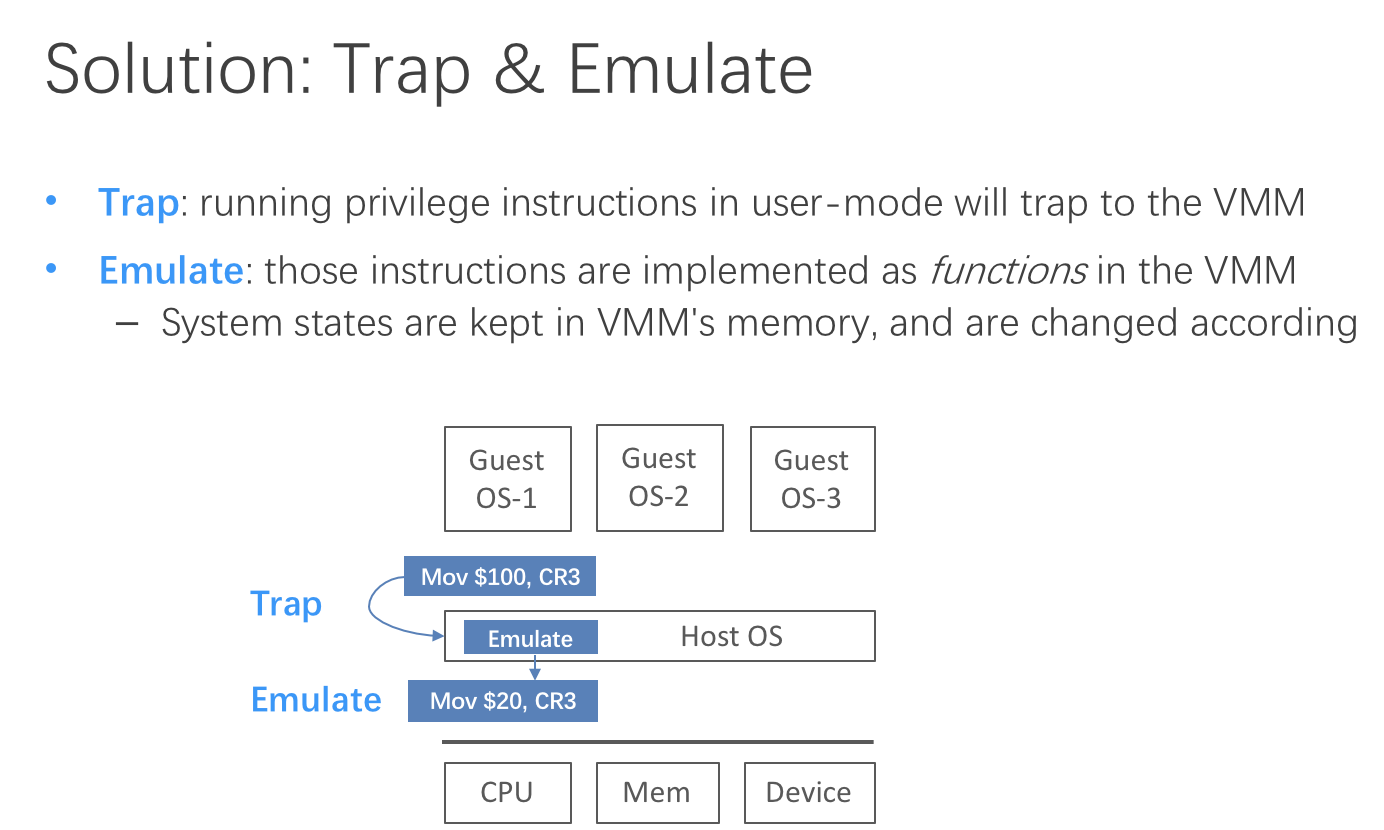 Solution: Trap & Emulate
• Trap: running privilege instructions in user-mode will trap to the VMM
• Emulate: those instructions are implemented as functions in the VMM
– System states are kept in VMM's memory, and are changed according
Guest
OS-1
Guest
OS-2
Guest
OS-3
Mov $100, CR3
Trap
Emulate
Host OS
Emulate
Mov $20, CR3
CPU
Mem
Device